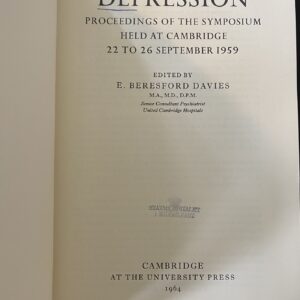 DEPRESSION
PROCEEDINGS OF THE SYMPOSIUM
HELD AT CAMBRIDGE
22 TO 26 SEPTEMBER 1959
EDITED BY
E. BERESFORD DAVIES
M.A., M.D., D.P.M.
Senior Consultant Psychiatrist
United Cambridge Hospitals
CAMBRIDGE
AT THE UNIVERSITY PRESS
1964